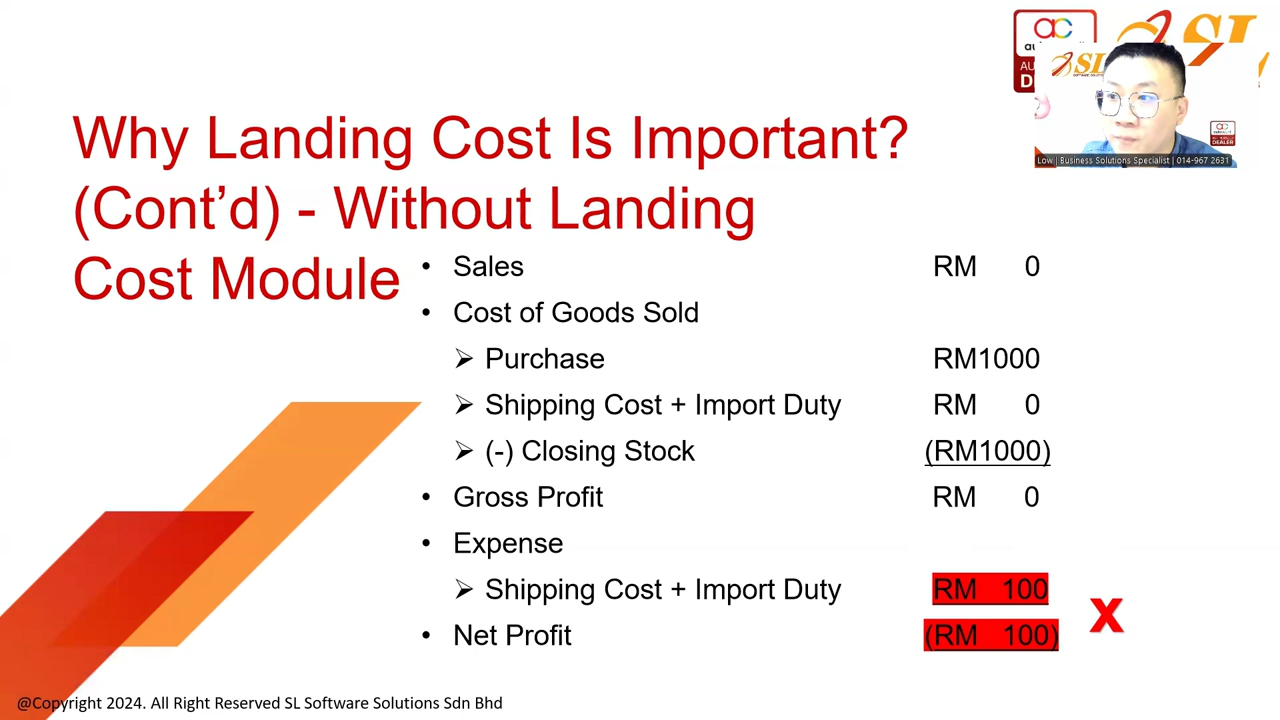 Why Landing Cost Is Important?
(Cont’d) - Without Landing
Cost Module
• Sales RM 0
• Cost of Goods Sold
➢ Purchase RM1000
➢ Shipping Cost + Import Duty RM 0
➢ (-) Closing Stock (RM1000)
• Gross Profit RM 0
• Expense
➢ Shipping Cost + Import Duty RM 100
• Net Profit (RM 100)
X
SL
SL
DEALER
Low | Business Solutions Specialist | 014-967 2631
@Copyright 2024. All Right Reserved SL Software Solutions Sdn Bhd